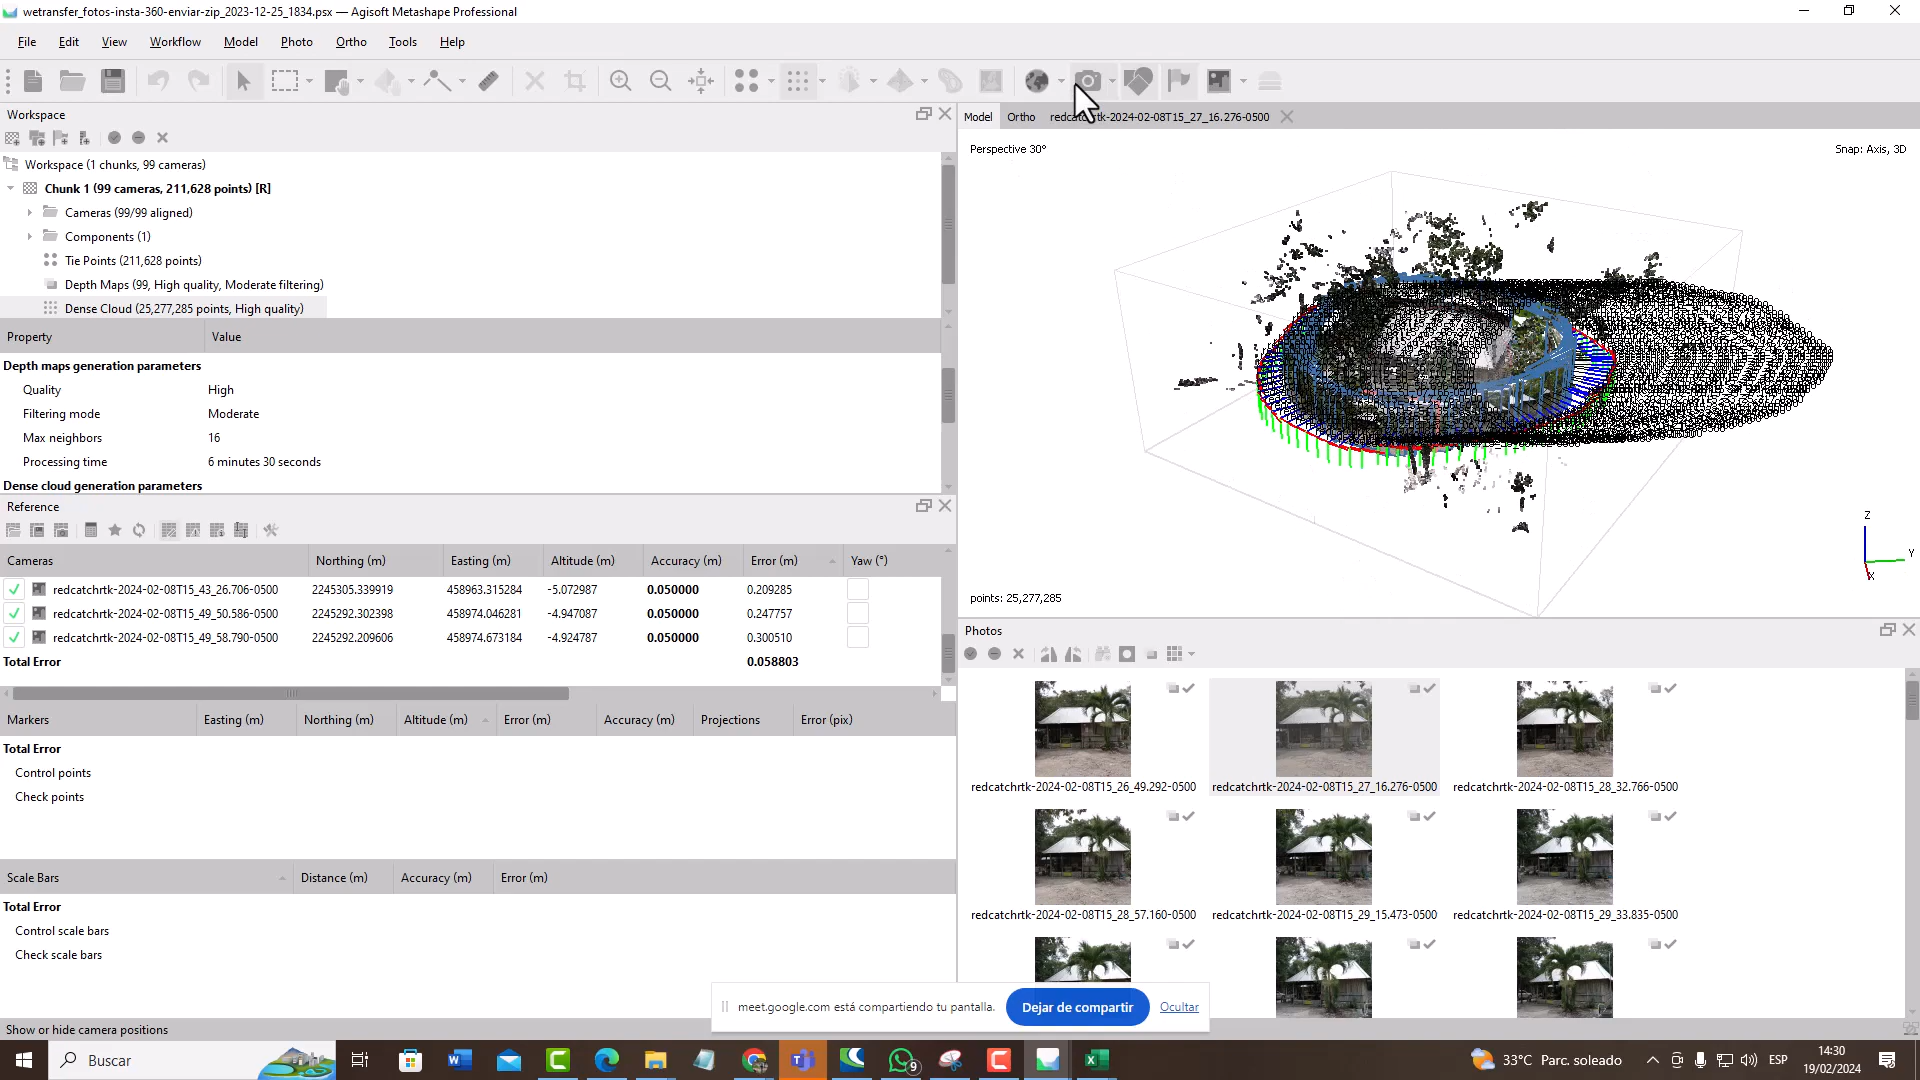 wetransfer_fotos-insta-360-enviar-zip_2023-12-25_1834.psx — Agisoft Metashape Professional
File Edit View Workflow Model Photo Ortho Tools Help
Workspace
Workspace (1 chunks, 99 cameras)
Chunk 1 (99 cameras, 211,628 points) [R]
Cameras (99/99 aligned)
Components (1)
Tie Points (211,628 points)
Depth Maps (99, High quality, Moderate filtering)
Dense Cloud (25,277,285 points, High quality)
Property Value
Depth maps generation parameters
Quality High
Filtering mode Moderate
Max neighbors 16
Processing time 6 minutes 30 seconds
Dense cloud generation parameters
Reference
Cameras Northing (m) Easting (m) Altitude (m) Accuracy (m) Error (m) Yaw (°)
redcatchrtk-2024-02-08T15_43_26.706-0500 2245305.339919 458963.315284 -5.072987 0.050000 0.209285
redcatchrtk-2024-02-08T15_49_50.586-0500 2245292.302398 458974.046281 -4.947087 0.050000 0.247757
redcatchrtk-2024-02-08T15_49_58.790-0500 2245292.209606 458974.673184 -4.924787 0.050000 0.300510
Total Error 0.058803
Markers Easting (m) Northing (m) Altitude (m) Error (m) Accuracy (m) Projections Error (pix)
Total Error
Control points
Check points
Scale Bars Distance (m) Accuracy (m) Error (m)
Total Error
Control scale bars
Check scale bars
Show or hide camera positions
Model Ortho redcatchrtk-2024-02-08T15_27_16.276-0500
Perspective 30° Snap: Axis, 3D
Z
Y
X
points: 25,277,285
Photos
redcatchrtk-2024-02-08T15_26_49.292-0500 redcatchrtk-2024-02-08T15_27_16.276-0500 redcatchrtk-2024-02-08T15_28_32.766-0500
redcatchrtk-2024-02-08T15_28_57.160-0500 redcatchrtk-2024-02-08T15_29_15.473-0500 redcatchrtk-2024-02-08T15_29_33.835-0500
meet.google.com está compartiendo tu pantalla. Dejar de compartir Ocultar
Buscar
9
33°C Parc. soleado
ESP
14:30
19/02/2024